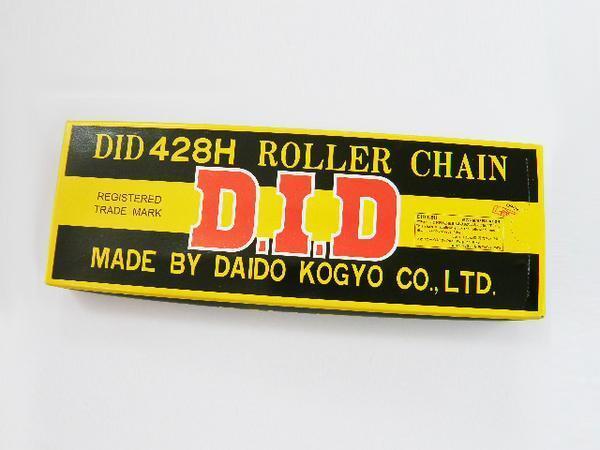 DID 428H ROLLER CHAIN
REGISTERED
TRADE MARK
D.I.D
MADE BY DAIDO KOGYO CO., LTD.